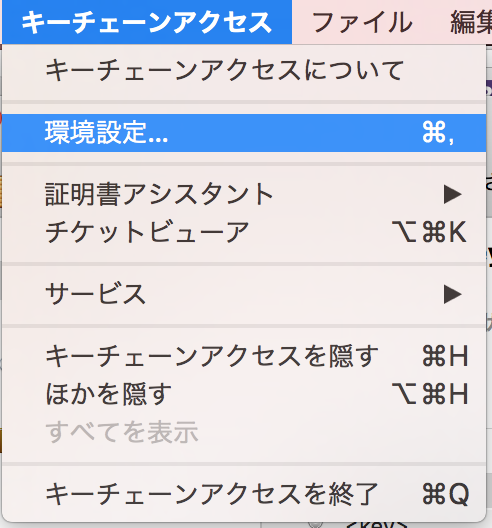 キーチェーンアクセス ファイル 編集
キーチェーンアクセスについて
環境設定... ⌘,
証明書アシスタント ▶
チケットビューア ⌥⌘K
サービス ▶
キーチェーンアクセスを隠す ⌘H
ほかを隠す ⌥⌘H
すべてを表示
キーチェーンアクセスを終了 ⌘Q
<key>